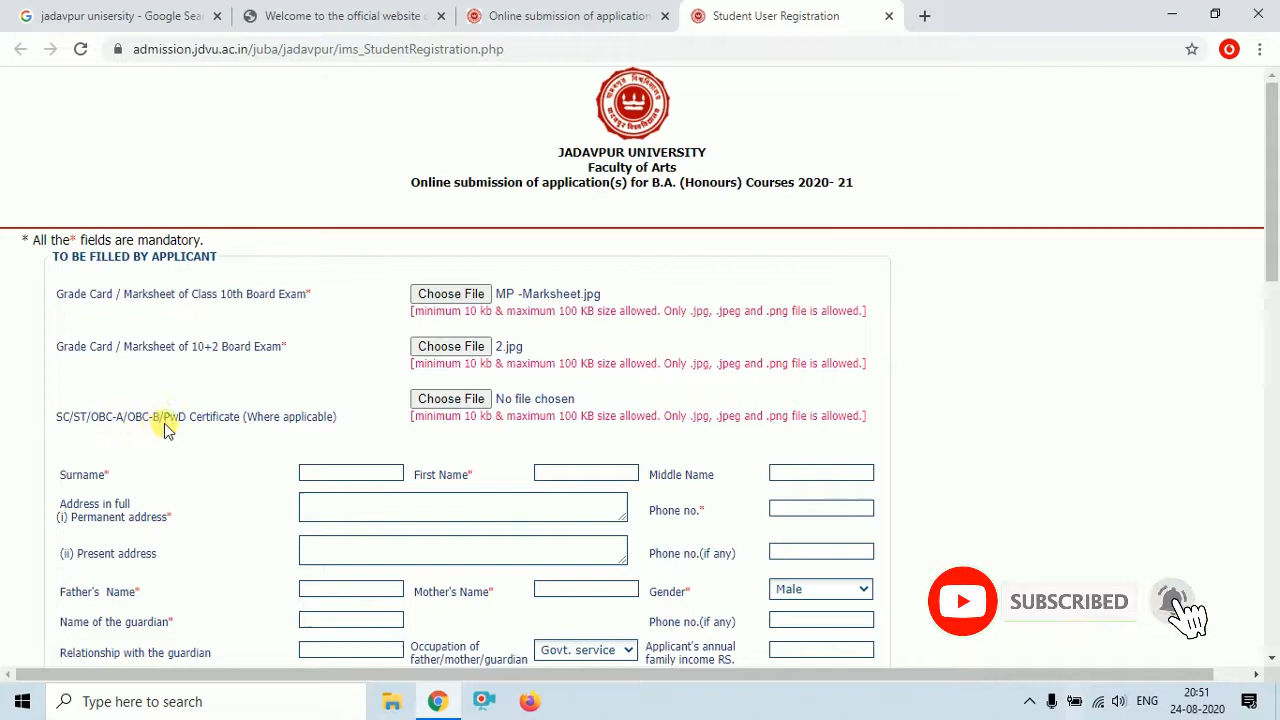 jadavpur unisersity - Google Sear
Welcome to the official website o
Online submission of application
Student User Registration
admission.jdvu.ac.in/juba/jadavpur/ims_StudentRegistration.php
JADAVPUR UNIVERSITY
Faculty of Arts
Online submission of application(s) for B.A. (Honours) Courses 2020- 21
* All the* fields are mandatory.
TO BE FILLED BY APPLICANT
Grade Card / Marksheet of Class 10th Board Exam* Choose File MP -Marksheet.jpg
[minimum 10 kb & maximum 100 KB size allowed. Only .jpg, .jpeg and .png file is allowed.]
Grade Card / Marksheet of 10+2 Board Exam* Choose File 2.jpg
[minimum 10 kb & maximum 100 KB size allowed. Only .jpg, .jpeg and .png file is allowed.]
Choose File No file chosen
SC/ST/OBC-A/OBC-B/PwD Certificate (Where applicable) [minimum 10 kb & maximum 100 KB size allowed. Only .jpg, .jpeg and .png file is allowed.]
Surname* First Name* Middle Name
Address in full
(i) Permanent address* Phone no.*
(ii) Present address Phone no.(if any)
Father's Name* Mother's Name* Gender* Male
Name of the guardian* Phone no.(if any)
Relationship with the guardian Occupation of father/mother/guardian Govt. service Applicant's annual family income RS.
SUBSCRIBED
Type here to search
ENG
20:51
24-08-2020